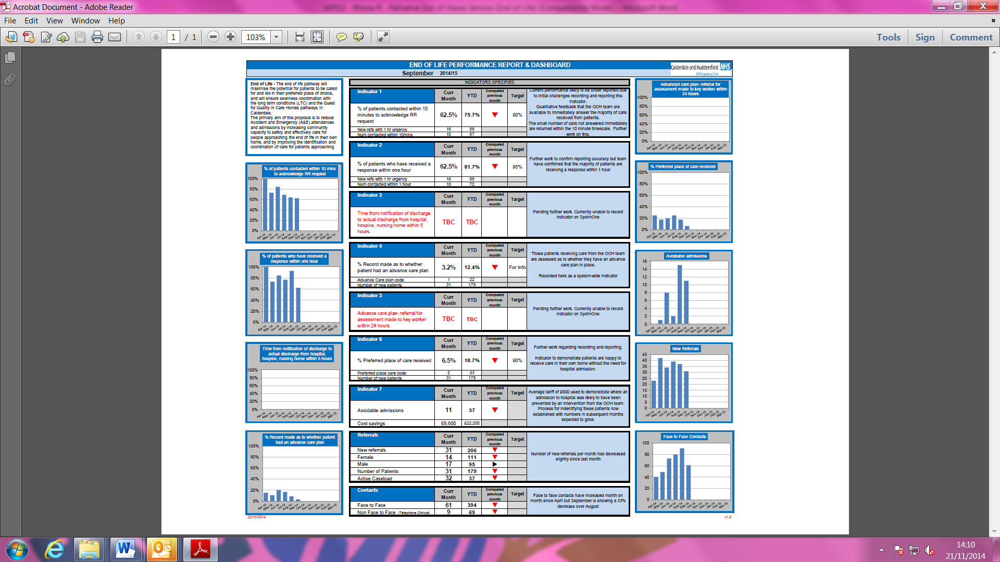 Acrobat Document - Adobe Reader
File Edit View Window Help
1 / 1 103% Tools Sign Comment
END OF LIFE PERFORMANCE REPORT & DASHBOARD
September 2014/15
Calderdale and Huddersfield NHS
NHS Foundation Trust
End of Life - The end of life pathway will
maximise the potential for patients to be cared
for and die in their preferred place of choice,
and will ensure seamless coordination with
the long term conditions (LTC) and the Quest
for Quality in Care Homes pathways in
Calderdale.
The primary aim of this proposal is to reduce
Accident and Emergency (A&E) attendances
and admissions by increasing community
capacity to safely and effectively care for
people approaching the end of life in their own
home, and by improving the identification and
coordination of care for patients approaching
% of patients contacted within 10 mins
to acknowledge RR request
100%
80%
60%
40%
20%
0%
Apr-14 May-14 Jun-14 Jul-14 Aug-14 Sep-14 Oct-14 Nov-14 Dec-14 Jan-15 Feb-15 Mar-15
% of patients who have received a
response within one hour
100%
80%
60%
40%
20%
0%
Apr-14 May-14 Jun-14 Jul-14 Aug-14 Sep-14 Oct-14 Nov-14 Dec-14 Jan-15 Feb-15 Mar-15
Time from notification of discharge to
actual discharge from hospital,
hospice, nursing home within 6 hours
100%
80%
60%
40%
20%
0%
Apr-14 May-14 Jun-14 Jul-14 Aug-14 Sep-14 Oct-14 Nov-14 Dec-14 Jan-15 Feb-15 Mar-15
% Record made as to whether patient
had an advance care plan
100%
80%
60%
40%
20%
0%
Apr-14 May-14 Jun-14 Jul-14 Aug-14 Sep-14 Oct-14 Nov-14 Dec-14 Jan-15 Feb-15 Mar-15
22/10/2014
INDICATORS SPECIFIED
Indicator 1 Curr Month YTD Compared previous month Target
% of patients contacted within 10
minutes to acknowledge RR
request
62.5% 75.7% ▼ 90%
New refs with 1 hr urgency 16 88
Num contacted within 10mins 10 67
Current performance likely to be under reported due
to initial challenges recording and reporting this
indicator.
Qualitiative feedback that the OOH team are
available to immediately answer the majority of calls
received from patients.
The small number of calls not answered immediately
are returned within the 10 minute timescale. Further
work on this.
Indicator 2 Curr Month YTD Compared previous month Target
% of patients who have received a
response within one hour
62.5% 81.7% ▼ 95%
New refs with 1 hr urgency 16 88
Num contacted within 1 hour 10 72
Further work to confirm reporting accuracy but team
have confirmed that the majority of patients are
receiving a response within 1 hour
Indicator 3 Curr Month YTD Compared previous month Target
Time from notification of discharge
to actual discharge from hospital,
hospice, nursing home within 6
hours
TBC TBC
Pending further work. Currently unable to record
indicator on SystmOne
Indicator 4 Curr Month YTD Compared previous month Target
% Record made as to whether
patient had an advance care plan
3.2% 12.4% ▼ For Info
Advance Care plan code 1 22
Number of new patients 31 179
Those patients receiving care from the OOH team
are assessed as to whether they have an advance
care plan in place.
Recorded here as a system-wide indicator
Indicator 5 Curr Month YTD Compared previous month Target
Advance care plan- referral for
assessment made to key worker
within 24 hours
TBC TBC
Pending further work. Currently unable to record
indicator on SystmOne
Indicator 6 Curr Month YTD Compared previous month Target
% Preferred place of care received 6.5% 18.7% ▼ 90%
Preferred place care code 2 33
Number of new patients 31 179
Further work regarding recording and reporting.
Indicator to demonstrate patients are happy to
receive care in their own home without the need for
hospital admission.
Indicator 7 Curr Month YTD Compared previous month Target
Avoidable admissions 11 37 ▼
Cost savings £6,600 £22,200
Average tariff of £600 used to demonstrate where an
admission to hospital was likely to have been
prevented by an intervention from the OOH team.
Process for indentifying these patients now
established with numbers in subsequent months
expected to grow.
Referrals Curr Month YTD Compared previous month Target
New referrals 31 206 ▼
Female 14 111 ▼
Male 17 95 ▶
Number of Patients 31 179 ▼
Active Caseload 32 37 ▼
Number of new referrals per month has decreased
slightly since last month
Contacts Curr Month YTD Compared previous month Target
Face to Face 61 394 ▼
Non Face to Face (Telephone Clinical) 9 69 ▼
Face to face contacts have increased month on
month since April but September is showing a 33%
decrease over August
Advanced care plan- referral for
assessment made to key worker within
24 hours
100%
80%
60%
40%
20%
0%
Apr-14 May-14 Jun-14 Jul-14 Aug-14 Sep-14 Oct-14 Nov-14 Dec-14 Jan-15 Feb-15 Mar-15
% Preferred place of care received
100%
80%
60%
40%
20%
0%
Apr-14 May-14 Jun-14 Jul-14 Aug-14 Sep-14 Oct-14 Nov-14 Dec-14 Jan-15 Feb-15 Mar-15
Avoidable admissions
16
14
12
10
8
6
4
2
0
Apr-14 May-14 Jun-14 Jul-14 Aug-14 Sep-14 Oct-14 Nov-14 Dec-14 Jan-15 Feb-15 Mar-15
New Referrals
45
40
35
30
25
20
15
10
5
0
Apr-14 May-14 Jun-14 Jul-14 Aug-14 Sep-14 Oct-14 Nov-14 Dec-14 Jan-15 Feb-15 Mar-15
Face to Face Contacts
100
80
60
40
20
0
Apr-14 May-14 Jun-14 Jul-14 Aug-14 Sep-14 Oct-14 Nov-14 Dec-14 Jan-15 Feb-15 Mar-15
v1.5
14:10
21/11/2014